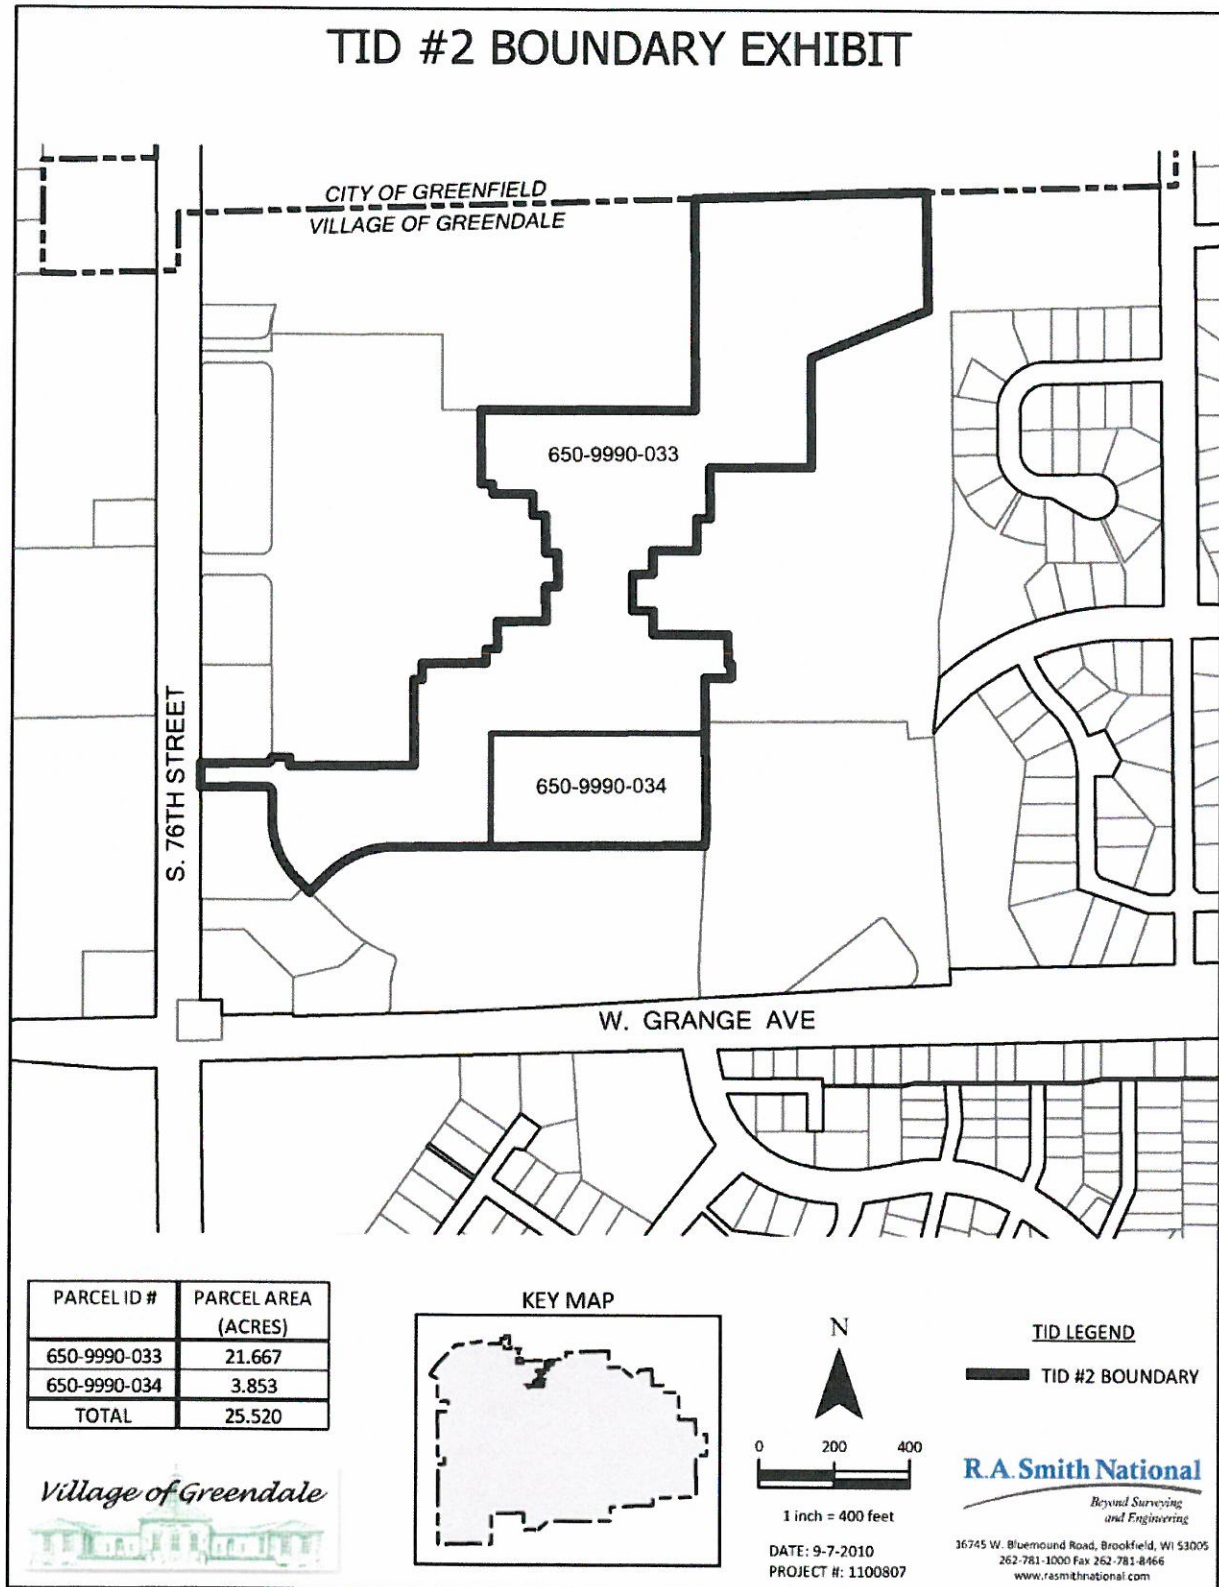 TID #2 BOUNDARY EXHIBIT
CITY OF GREENFIELD
VILLAGE OF GREENDALE
650-9990-033
650-9990-034
S. 76TH STREET
W. GRANGE AVE
PARCEL ID # PARCEL AREA
(ACRES)
650-9990-033 21.667
650-9990-034 3.853
TOTAL 25.520
Village of Greendale
KEY MAP
N
0 200 400
1 inch = 400 feet
DATE: 9-7-2010
PROJECT #: 1100807
TID LEGEND
TID #2 BOUNDARY
R.A. Smith National
Beyond Surveying
and Engineering
16745 W. Bluemound Road, Brookfield, WI 53005
262-781-1000 Fax 262-781-8466
www.rasmithnational.com